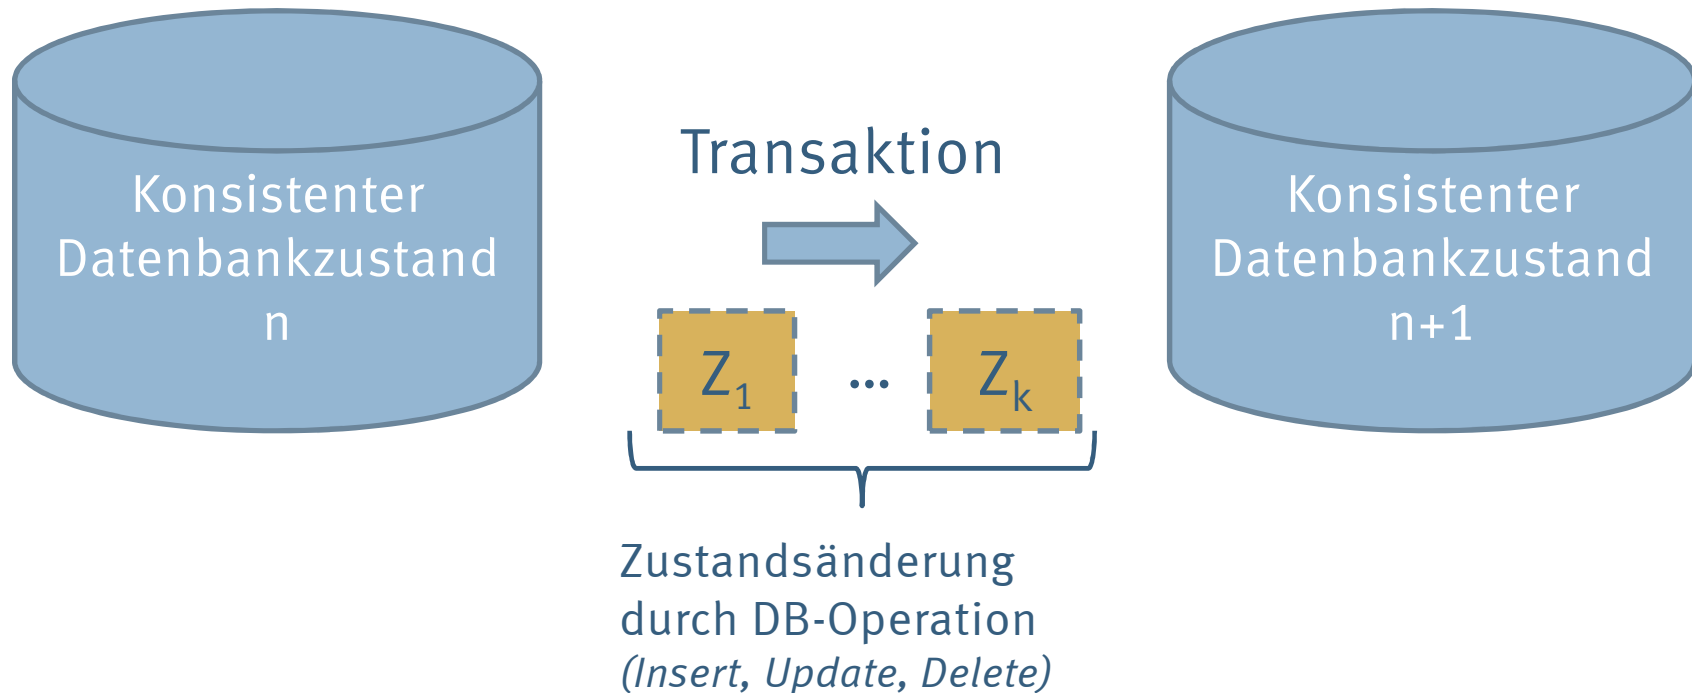 Konsistenter
Datenbankzustand
n
Transaktion
Z₁ ... Zₖ
Zustandsänderung
durch DB-Operation
(Insert, Update, Delete)
Konsistenter
Datenbankzustand
n+1